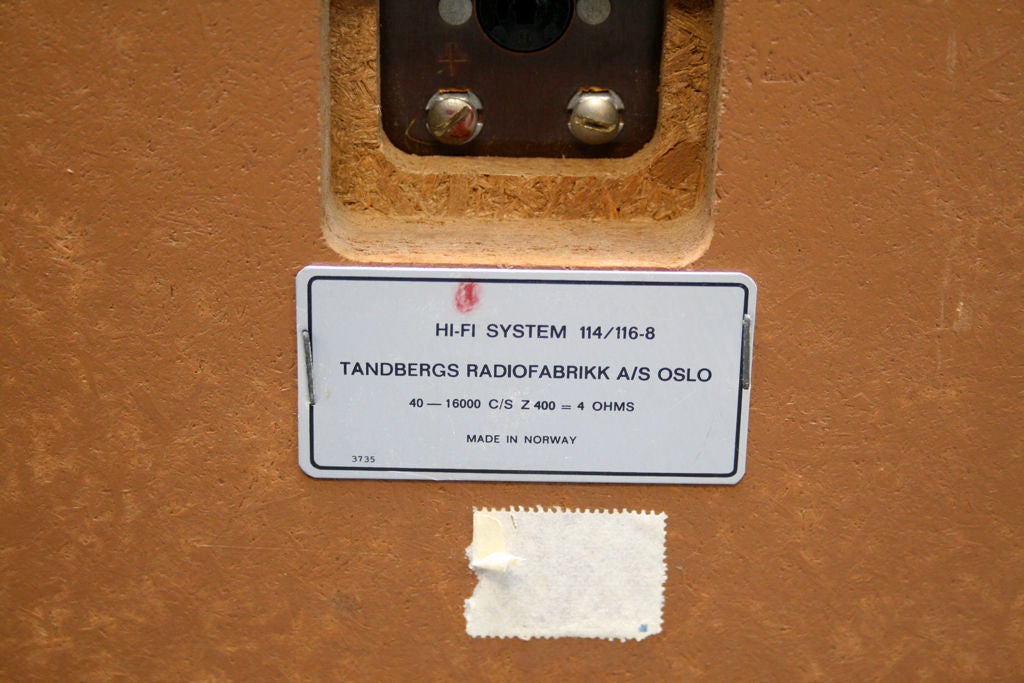 +
HI-FI SYSTEM 114/116-8
TANDBERGS RADIOFABRIKK A/S OSLO
40 — 16000 C/S Z 400 = 4 OHMS
MADE IN NORWAY
3735